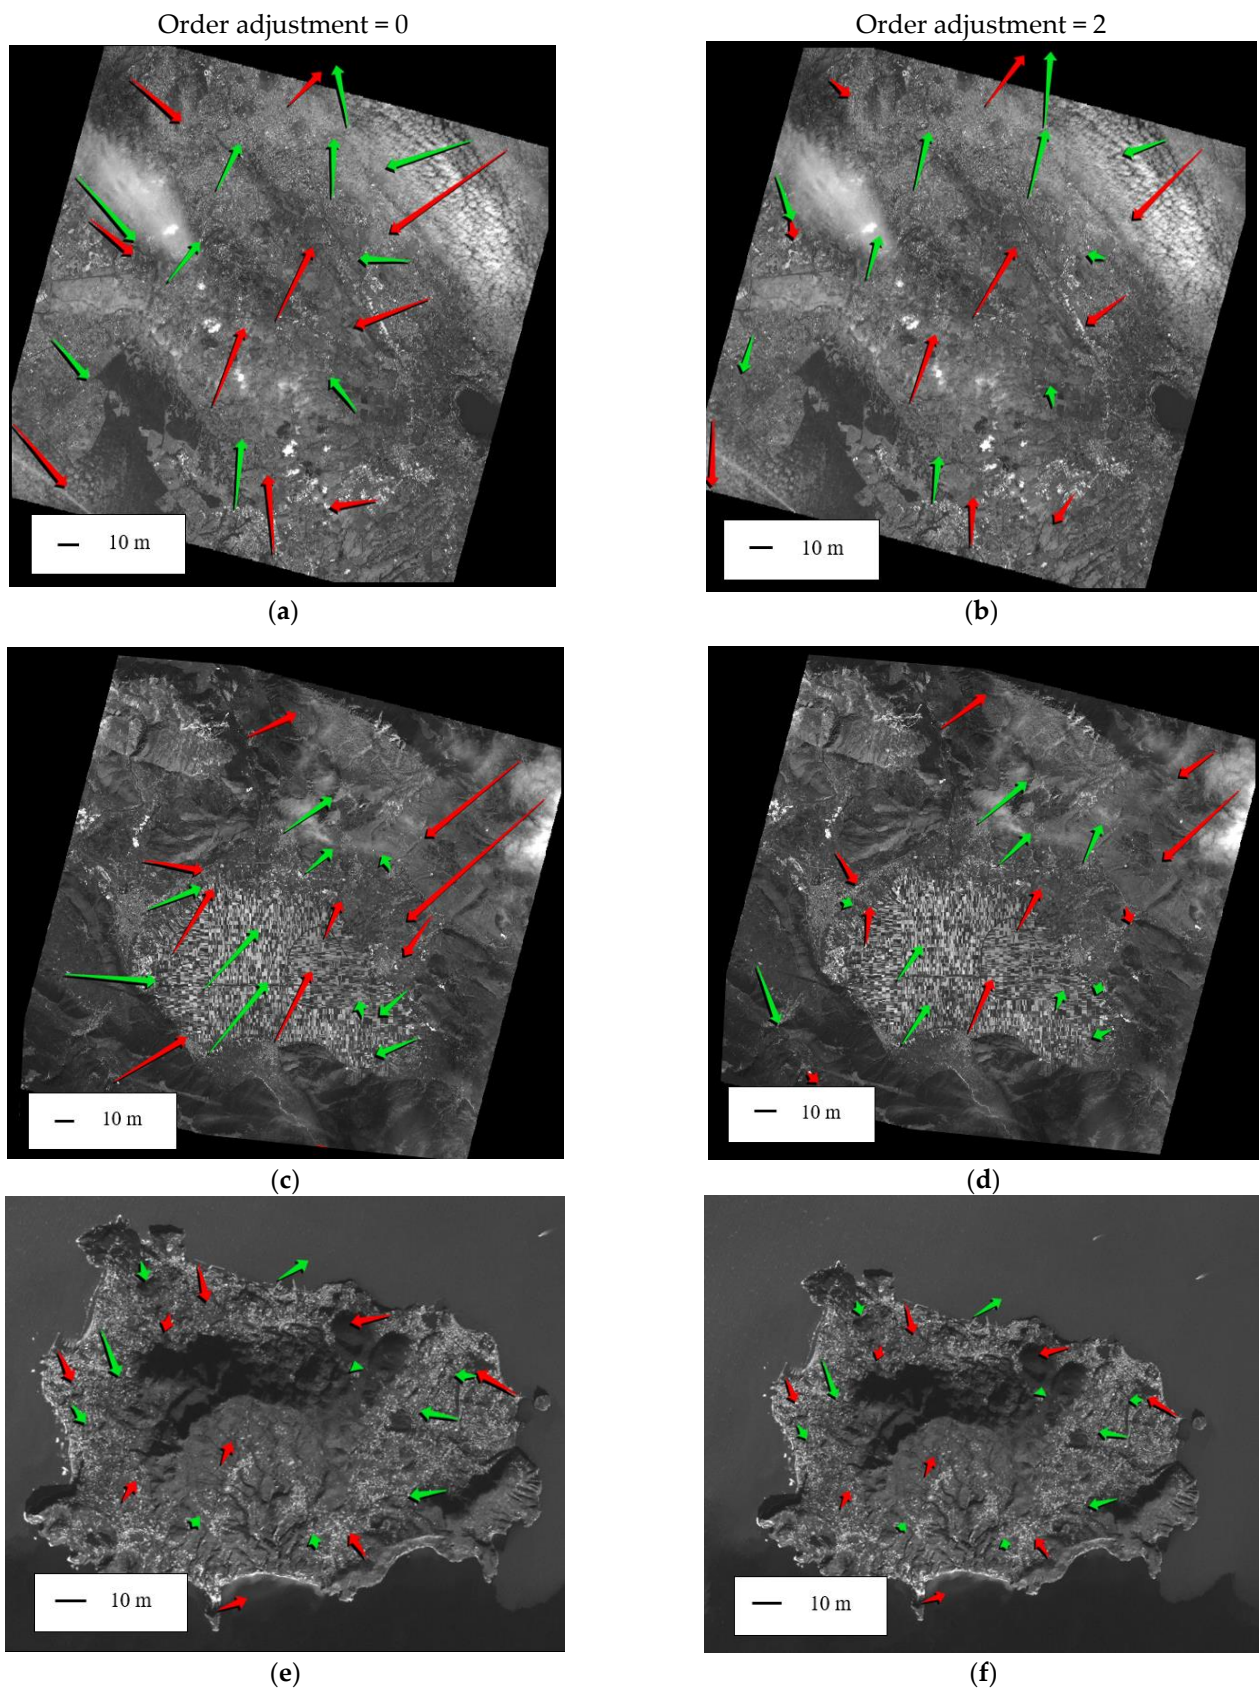 Order adjustment = 0
Order adjustment = 2
10 m
10 m
(a)
(b)
10 m
10 m
(c)
(d)
10 m
10 m
(e)
(f)